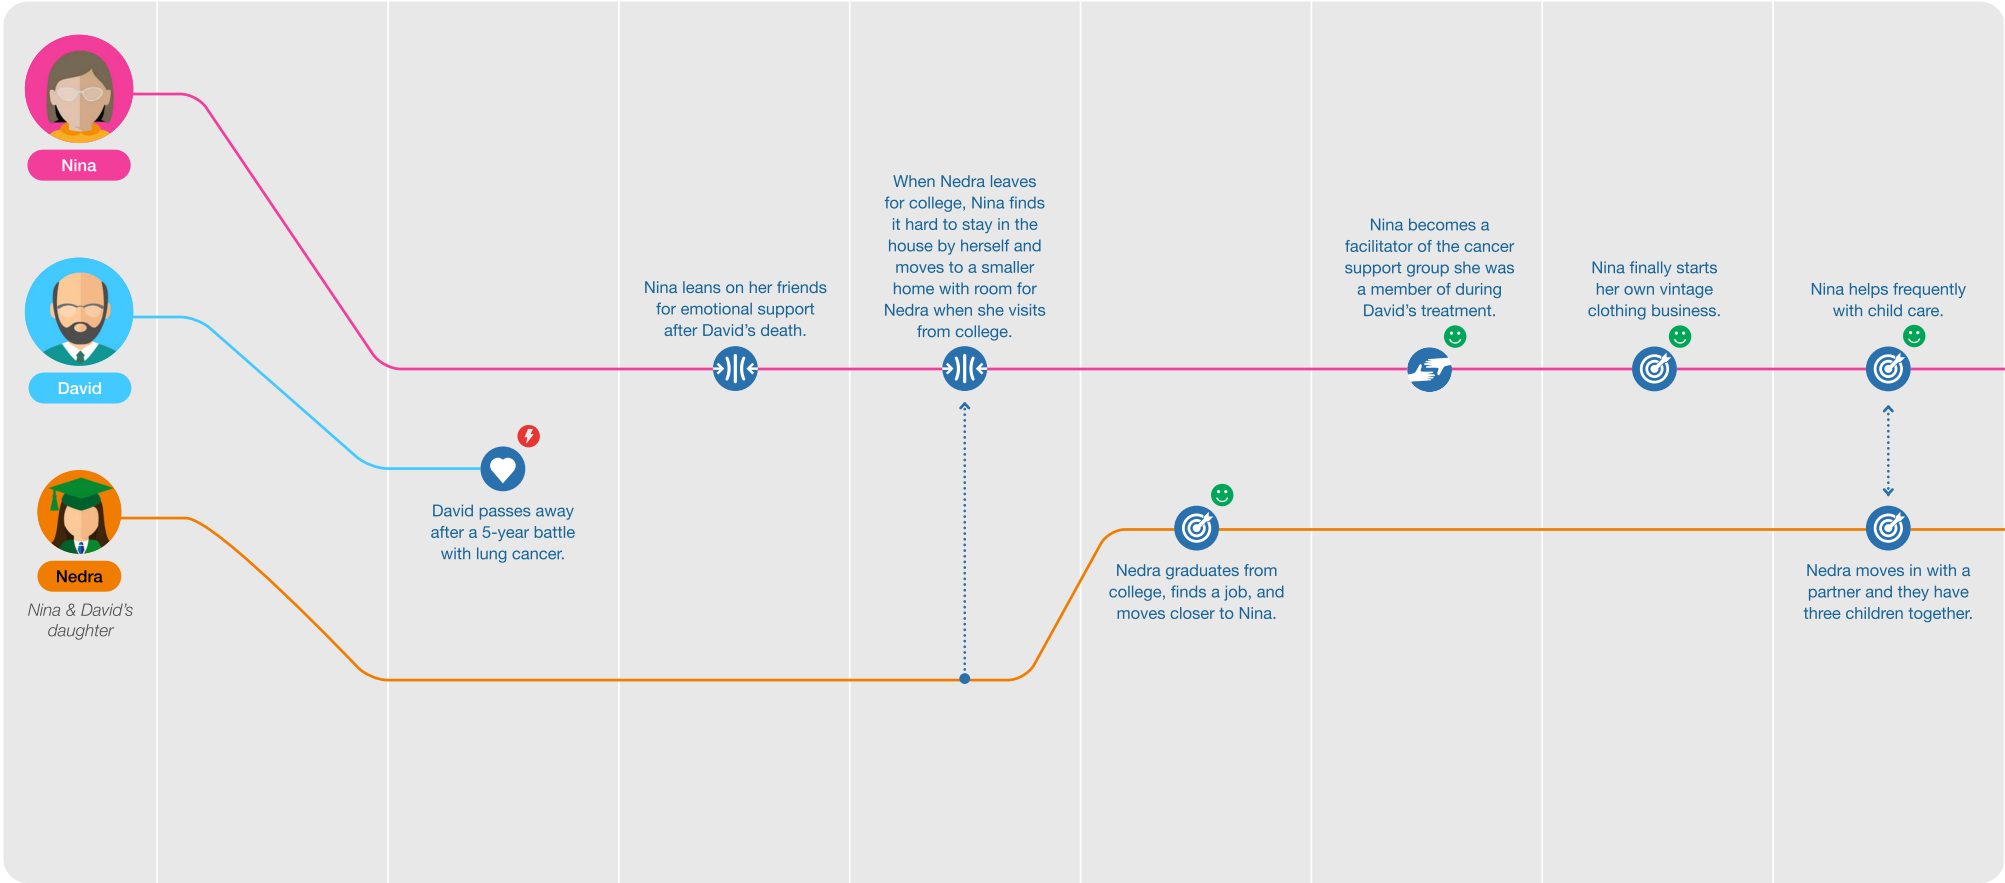 Nina
David
Nedra
Nina & David’s
daughter
David passes away
after a 5-year battle
with lung cancer.
Nina leans on her friends
for emotional support
after David’s death.
When Nedra leaves
for college, Nina finds
it hard to stay in the
house by herself and
moves to a smaller
home with room for
Nedra when she visits
from college.
Nedra graduates from
college, finds a job, and
moves closer to Nina.
Nina becomes a
facilitator of the cancer
support group she was
a member of during
David’s treatment.
Nina finally starts
her own vintage
clothing business.
Nina helps frequently
with child care.
Nedra moves in with a
partner and they have
three children together.